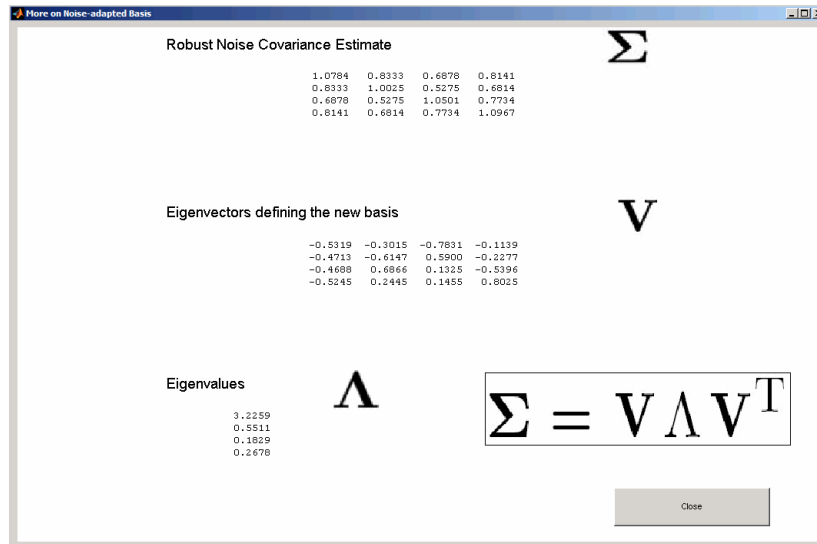 More on Noise-adapted Basis
Robust Noise Covariance Estimate
Σ
1.0784 0.8333 0.6878 0.8141
0.8333 1.0025 0.5275 0.6814
0.6878 0.5275 1.0501 0.7734
0.8141 0.6814 0.7734 1.0967
Eigenvectors defining the new basis
V
-0.5319 -0.3015 -0.7831 -0.1139
-0.4713 -0.6147 0.5900 -0.2277
-0.4688 0.6866 0.1325 -0.5396
-0.5245 0.2445 0.1455 0.8025
Eigenvalues
Λ
3.2259
0.5511
0.1829
0.2678
Σ = VΛV^T
Close